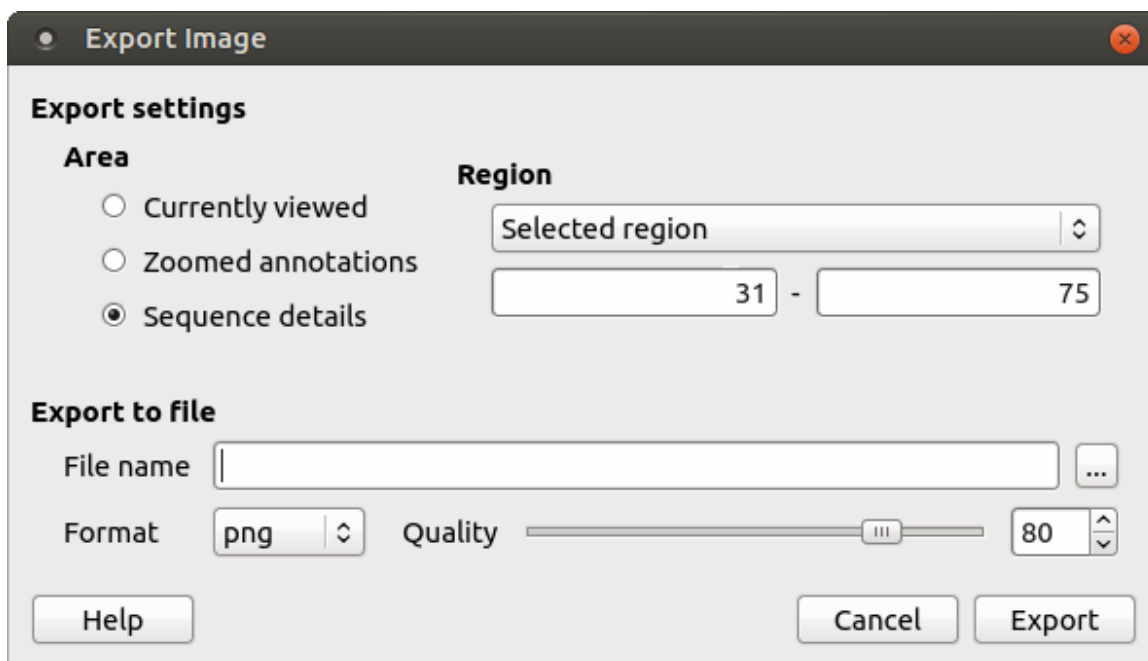 Export Image
Export settings
Area
Currently viewed
Zoomed annotations
Sequence details
Region
Selected region
31 - 75
Export to file
File name ...
Format png Quality 80
Help Cancel Export